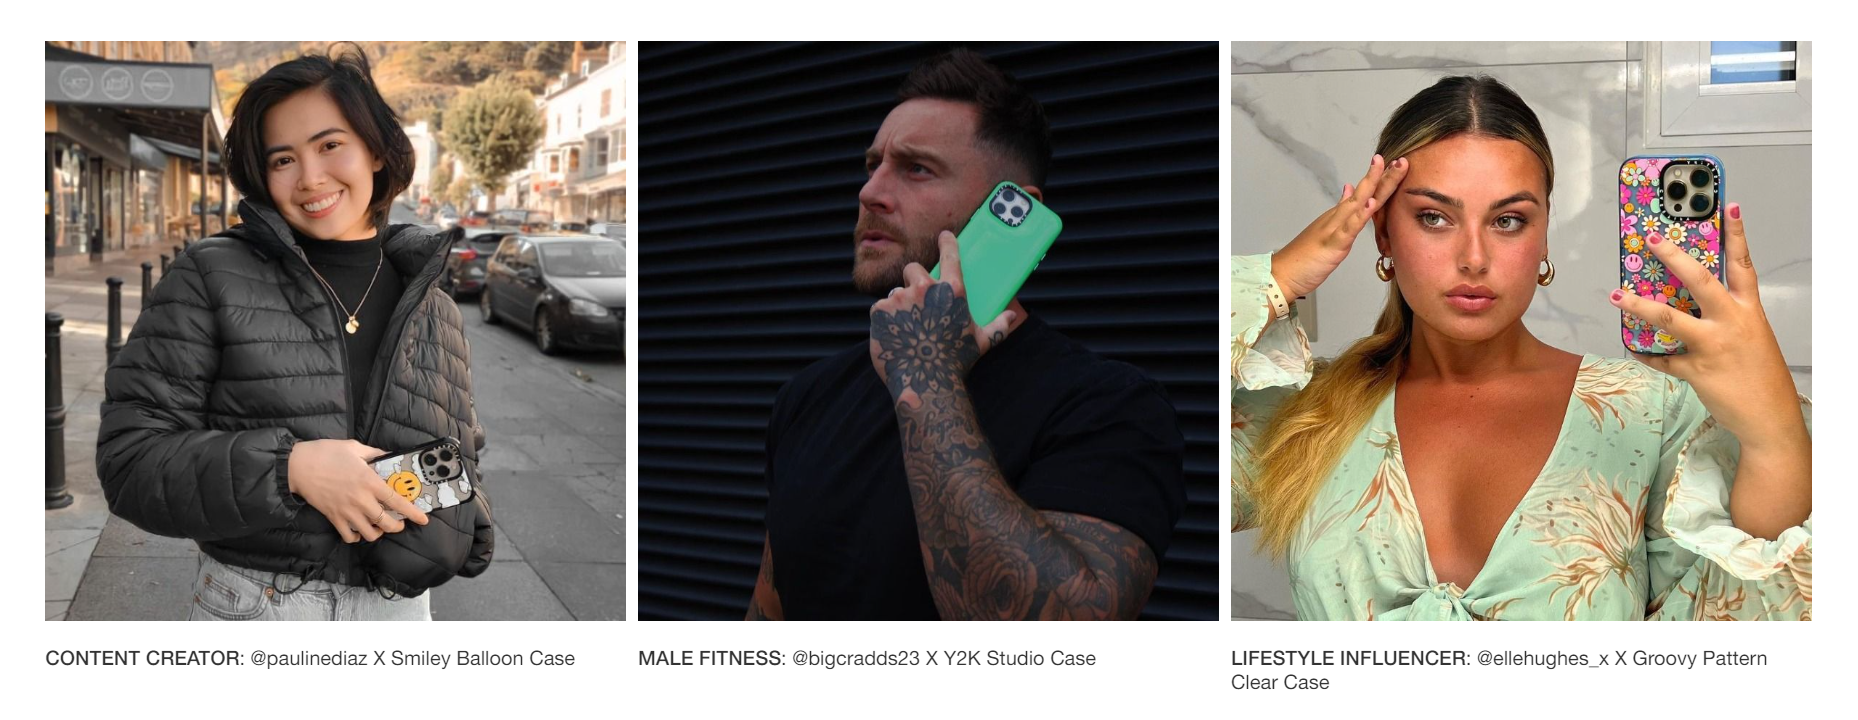 CONTENT CREATOR: @paulinediaz X Smiley Balloon Case
MALE FITNESS: @bigcradds23 X Y2K Studio Case
LIFESTYLE INFLUENCER: @ellehughes_x X Groovy Pattern
Clear Case